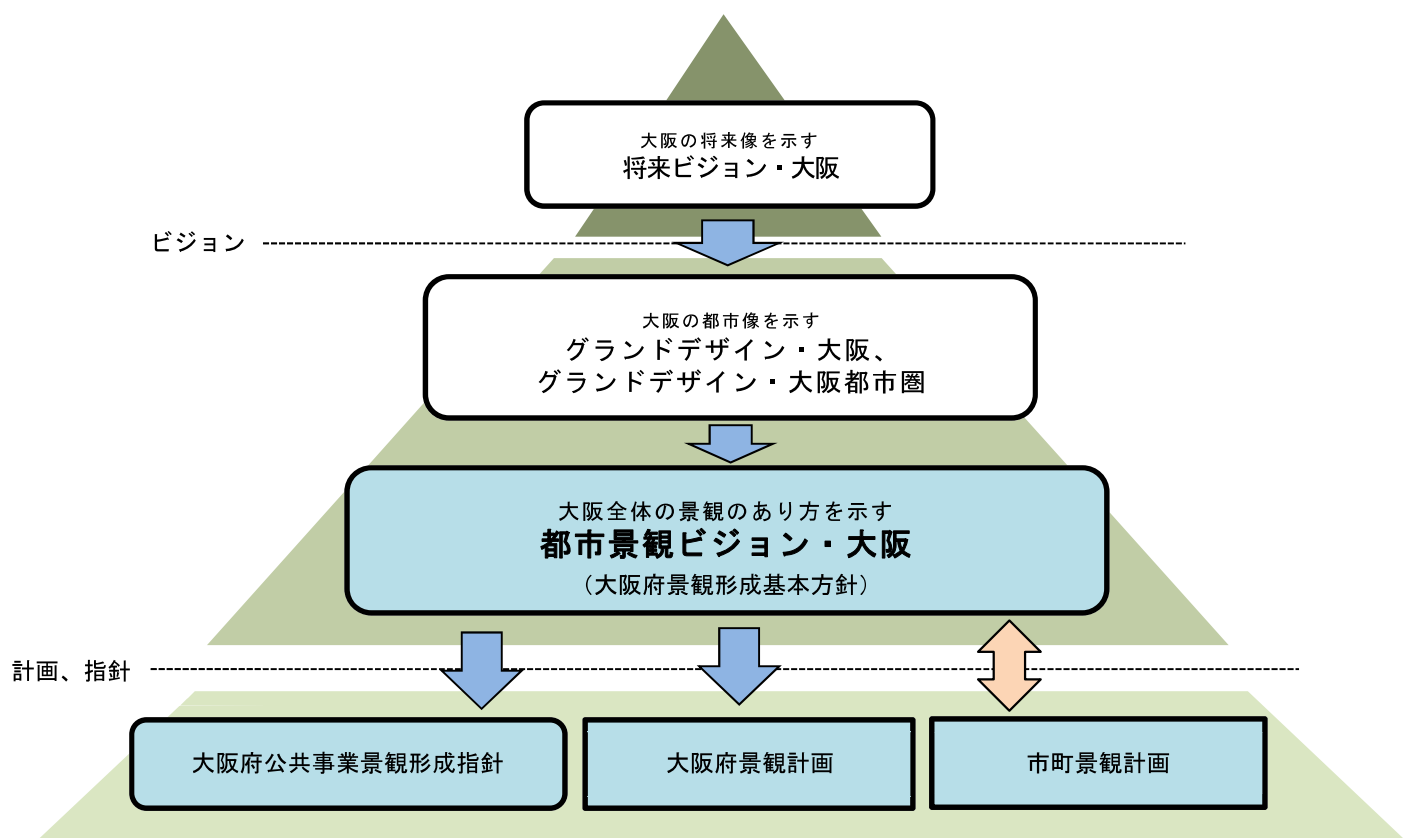 大阪の将来像を示す
将来ビジョン・大阪
ビジョン
大阪の都市像を示す
グランドデザイン・大阪、
グランドデザイン・大阪都市圏
大阪全体の景観のあり方を示す
都市景観ビジョン・大阪
（大阪府景観形成基本方針）
計画、指針
大阪府公共事業景観形成指針
大阪府景観計画
市町景観計画